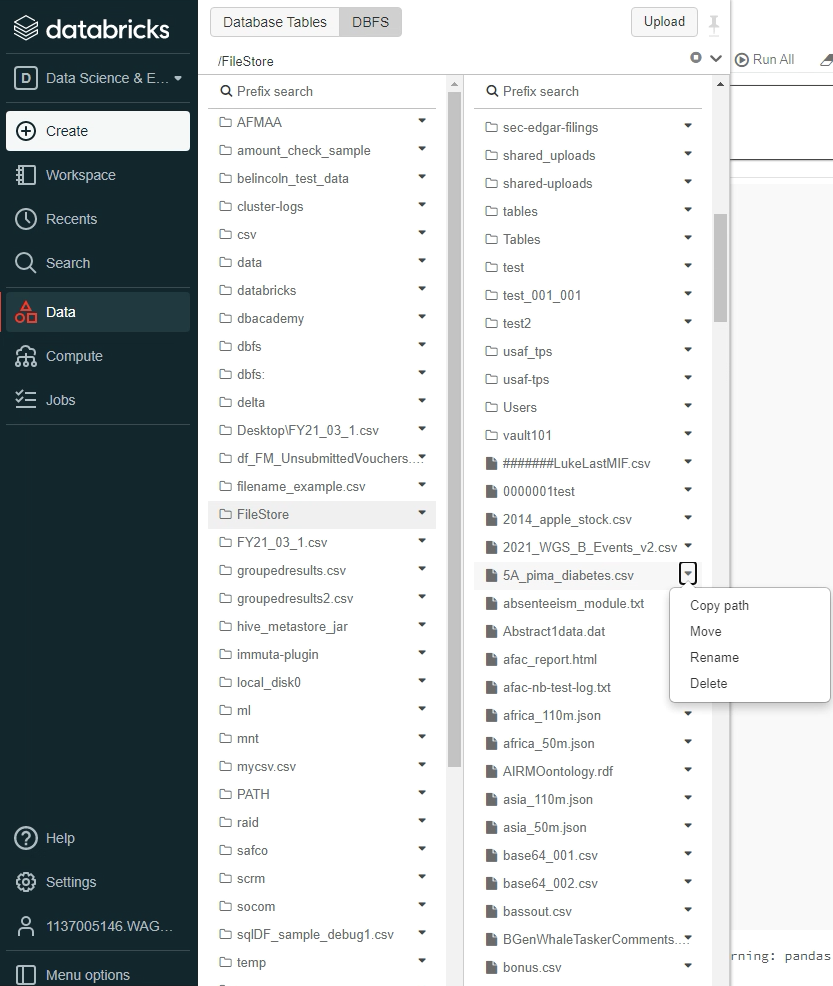 databricks
D Data Science & E...
Create
Workspace
Recents
Search
Data
Compute
Jobs
Help
Settings
1137005146.WAG...
Menu options
Database Tables
DBFS
Upload
/FileStore
Prefix search
AFMAA
amount_check_sample
belincoln_test_data
cluster-logs
csv
data
databricks
dbacademy
dbfs
dbfs:
delta
Desktop\FY21_03_1.csv
df_FM_UnsubmittedVouchers....
filename_example.csv
FileStore
FY21_03_1.csv
groupedresults.csv
groupedresults2.csv
hive_metastore_jar
immuta-plugin
local_disk0
ml
mnt
mycsv.csv
PATH
raid
safco
scrm
socom
sqlDF_sample_debug1.csv
temp
Prefix search
sec-edgar-filings
shared_uploads
shared-uploads
tables
Tables
test
test_001_001
test2
usaf_tps
usaf-tps
Users
vault101
#######LukeLastMIF.csv
0000001test
2014_apple_stock.csv
2021_WGS_B_Events_v2.csv
5A_pima_diabetes.csv
absenteeism_module.txt
Abstract1data.dat
afac_report.html
afac-nb-test-log.txt
africa_110m.json
africa_50m.json
AIRMOontology.rdf
asia_110m.json
asia_50m.json
base64_001.csv
base64_002.csv
bassout.csv
BGenWhaleTaskerComments....
bonus.csv
Copy path
Move
Rename
Delete
Run All
rning: pandas